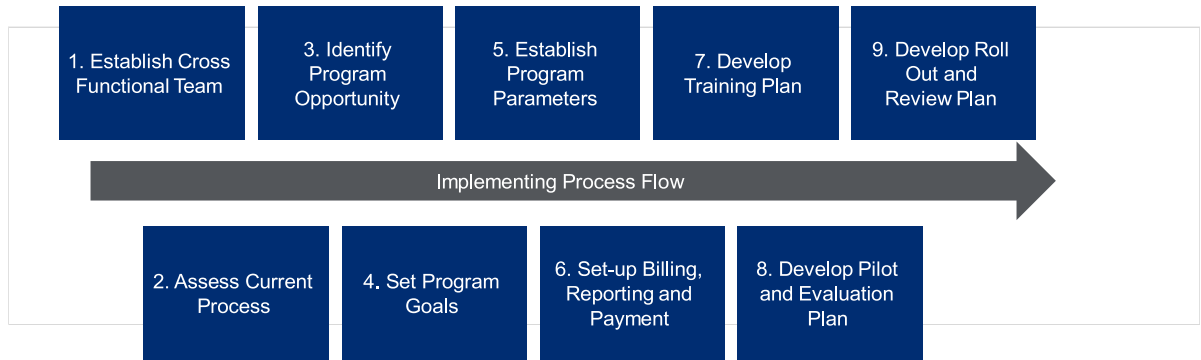 1. Establish Cross
Functional Team
3. Identify
Program
Opportunity
5. Establish
Program
Parameters
7. Develop
Training Plan
9. Develop Roll
Out and
Review Plan
Implementing Process Flow
2. Assess Current
Process
4. Set Program
Goals
6. Set-up Billing,
Reporting and
Payment
8. Develop Pilot
and Evaluation
Plan